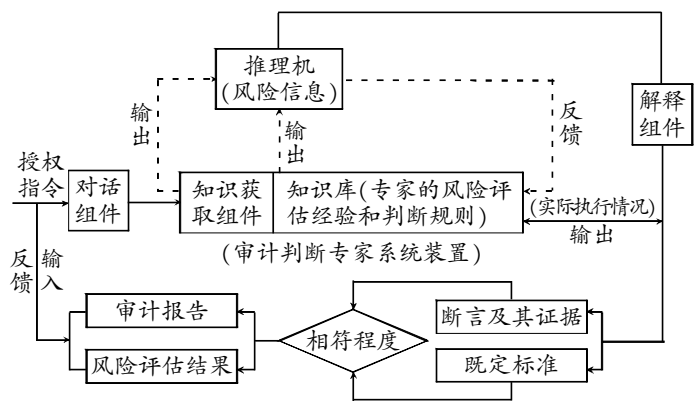 推理机
(风险信息)
解释
组件
输出
输出
反馈
授权
指令
对话
组件
知识获
取组件
知识库(专家的风险评
估经验和判断规则)
(实际执行情况)
输出
(审计判断专家系统装置)
反馈
输入
审计报告
风险评估结果
相符程度
断言及其证据
既定标准